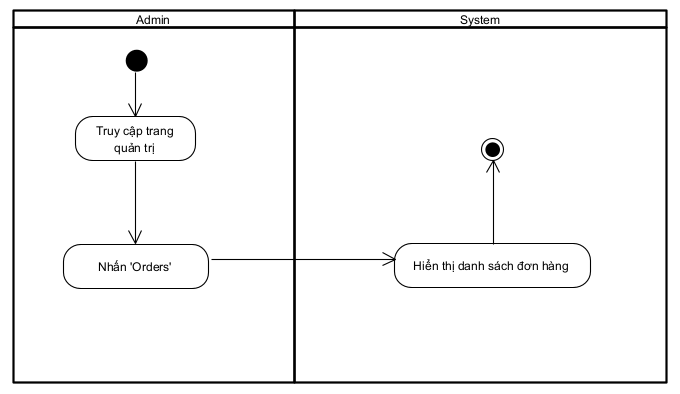 Admin
System
Truy cập trang
quản trị
Nhấn 'Orders'
Hiển thị danh sách đơn hàng